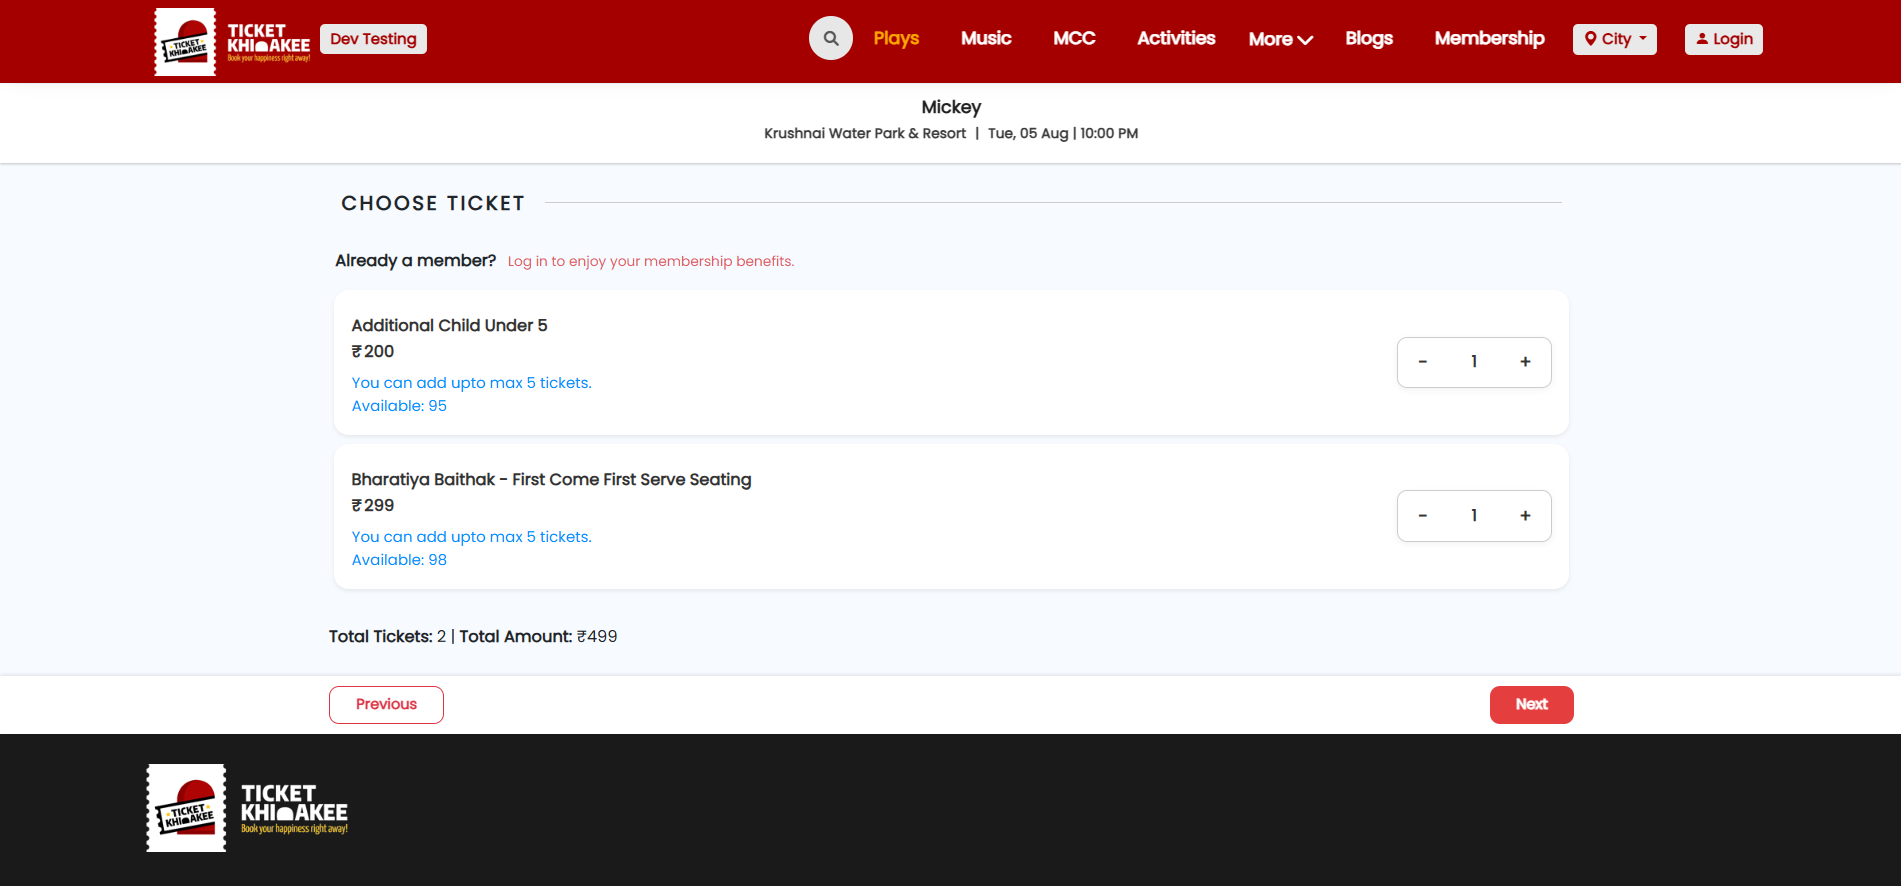 TICKET
KHIDAKEE
TICKET
KHIDAKEE
Book your happiness right away!
Dev Testing
Plays
Music
MCC
Activities
More
Blogs
Membership
City
Login
Mickey
Krushnai Water Park & Resort | Tue, 05 Aug | 10:00 PM
CHOOSE TICKET
Already a member? Log in to enjoy your membership benefits.
Additional Child Under 5
₹200
You can add upto max 5 tickets.
Available: 95
- 1 +
Bharatiya Baithak - First Come First Serve Seating
₹299
You can add upto max 5 tickets.
Available: 98
- 1 +
Total Tickets: 2 | Total Amount: ₹499
Previous
Next
TICKET
KHIDAKEE
TICKET
KHIDAKEE
Book your happiness right away!